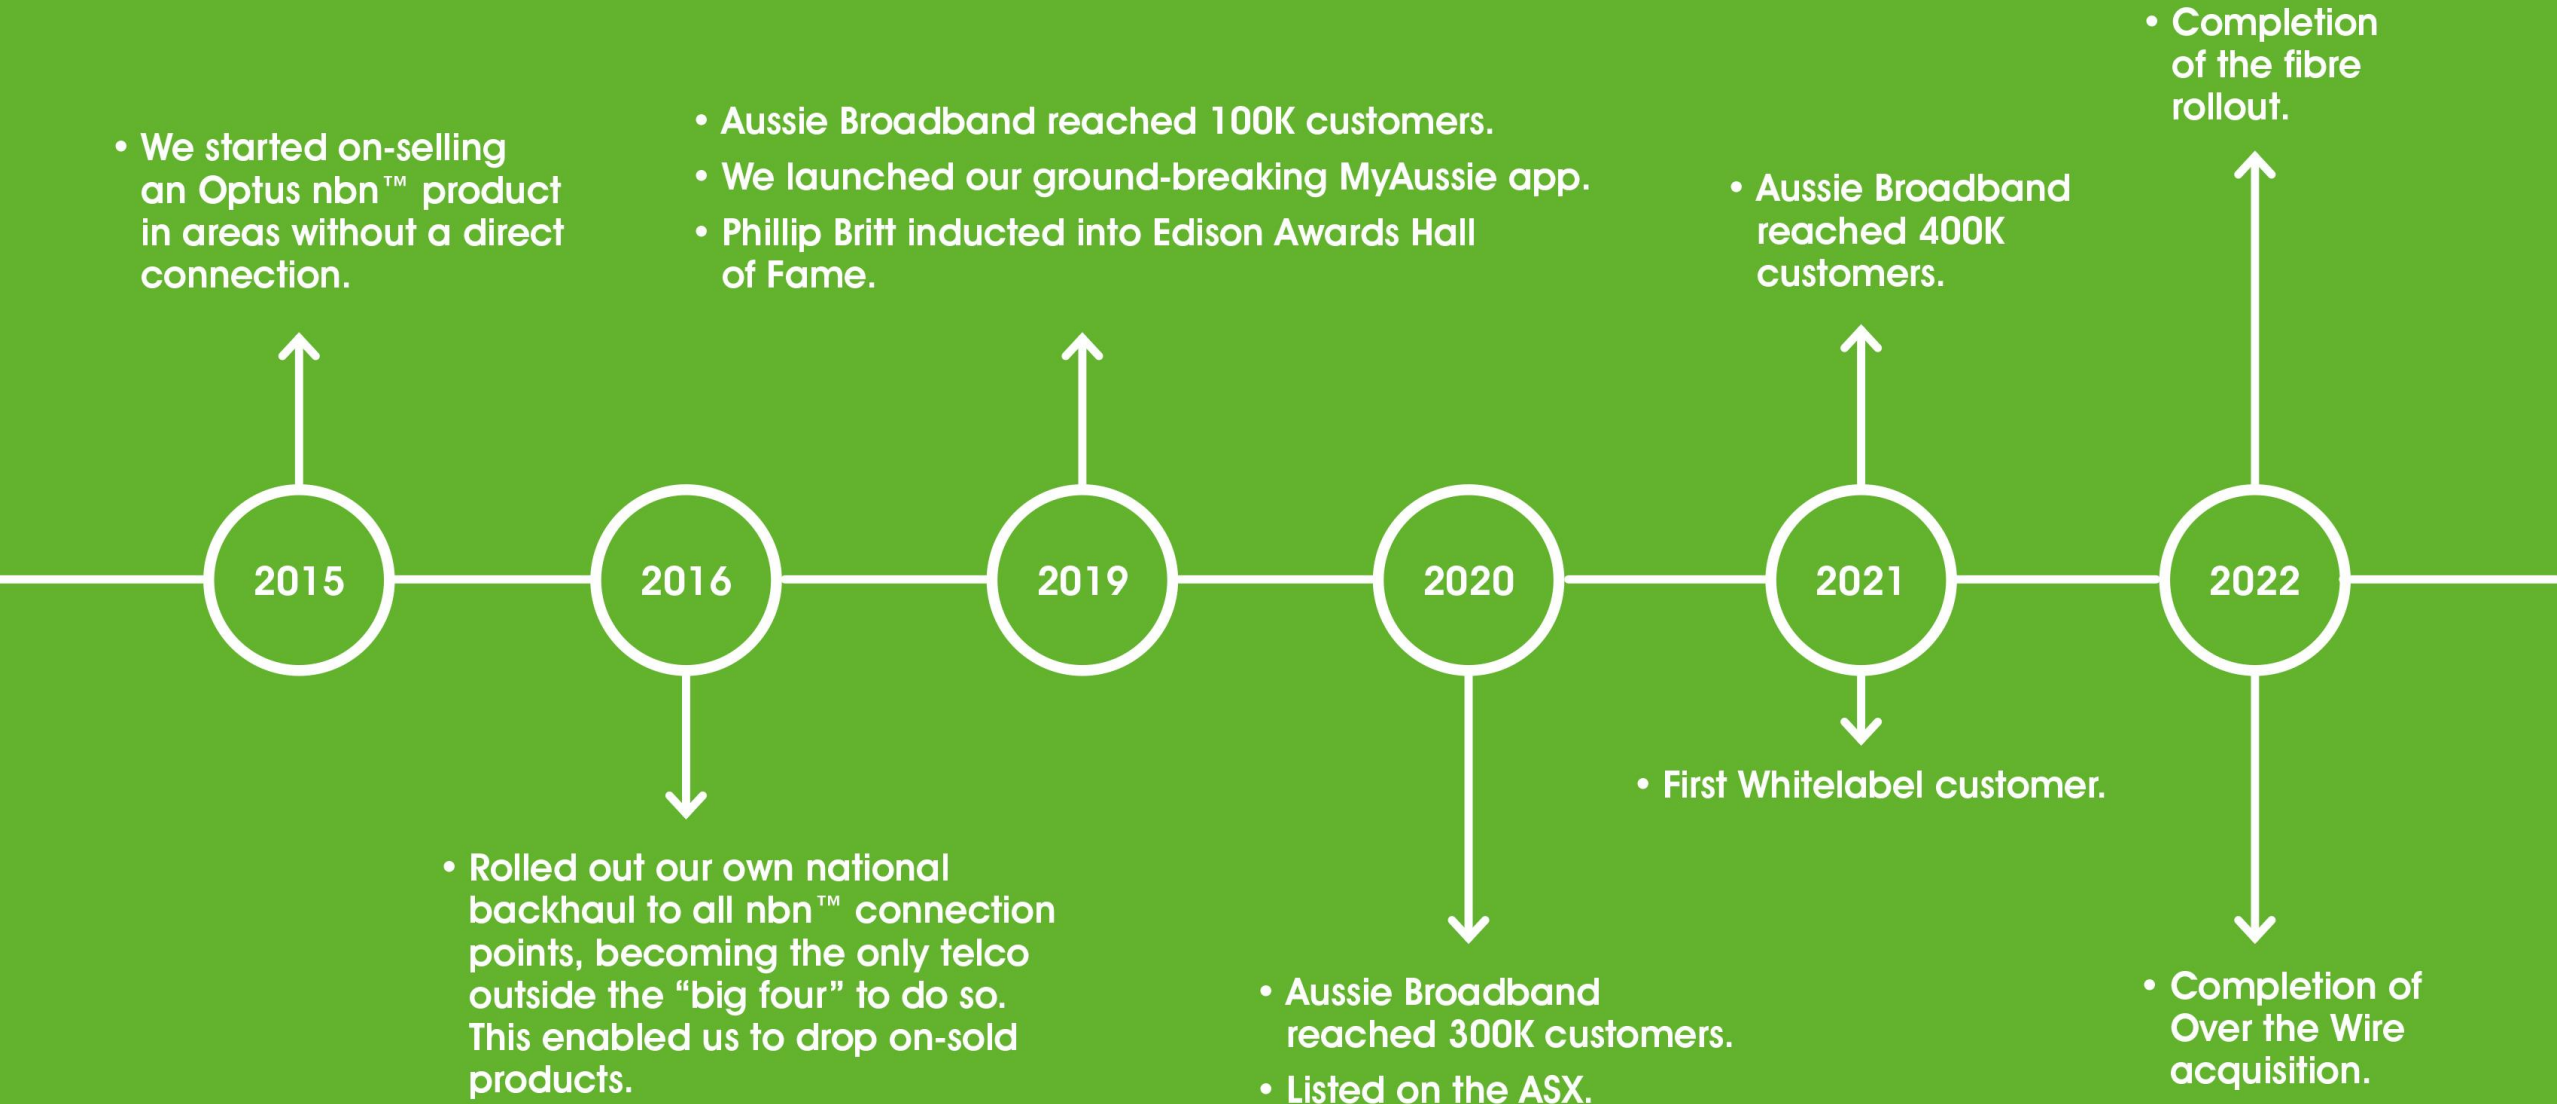 • Completion
of the fibre
rollout.
• We started on-selling
an Optus nbn™ product
in areas without a direct
connection.
• Aussie Broadband reached 100K customers.
• We launched our ground-breaking MyAussie app.
• Phillip Britt inducted into Edison Awards Hall
of Fame.
• Aussie Broadband
reached 400K
customers.
2015
2016
2019
2020
2021
2022
• Rolled out our own national
backhaul to all nbn™ connection
points, becoming the only telco
outside the “big four” to do so.
This enabled us to drop on-sold
products.
• Aussie Broadband
reached 300K customers.
• Listed on the ASX.
• First Whitelabel customer.
• Completion of
Over the Wire
acquisition.